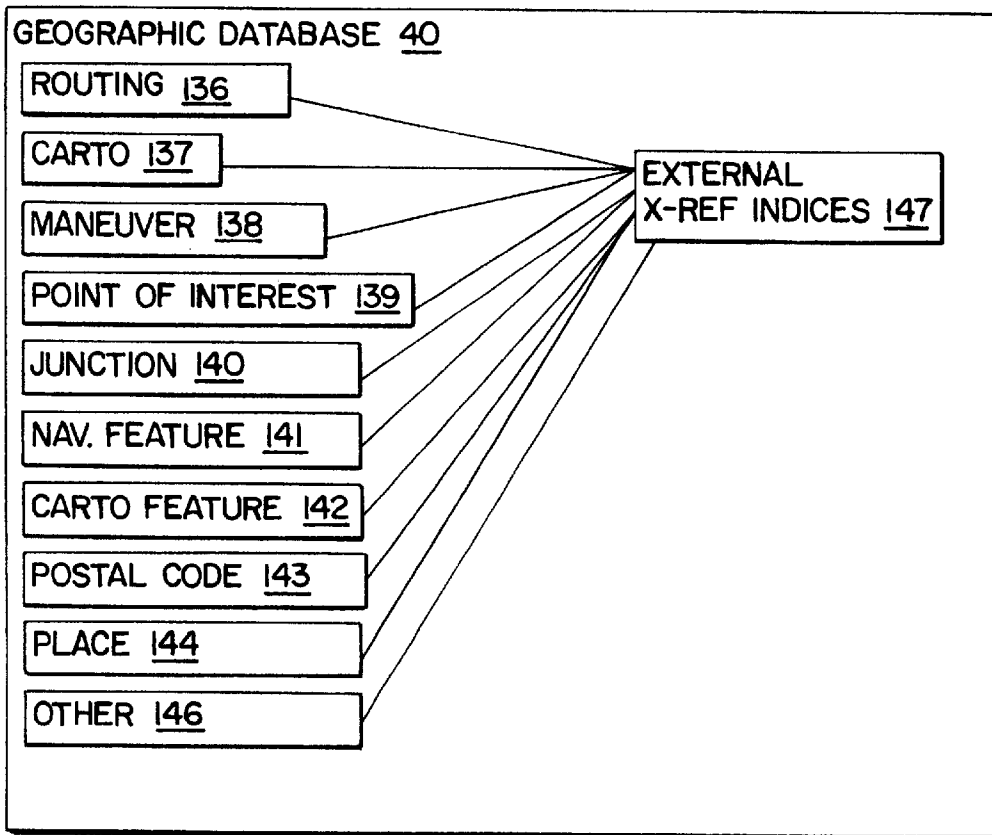 GEOGRAPHIC DATABASE 40
ROUTING 136
CARTO 137
MANEUVER 138
POINT OF INTEREST 139
JUNCTION 140
NAV. FEATURE 141
CARTO FEATURE 142
POSTAL CODE 143
PLACE 144
OTHER 146
EXTERNAL
X-REF INDICES 147